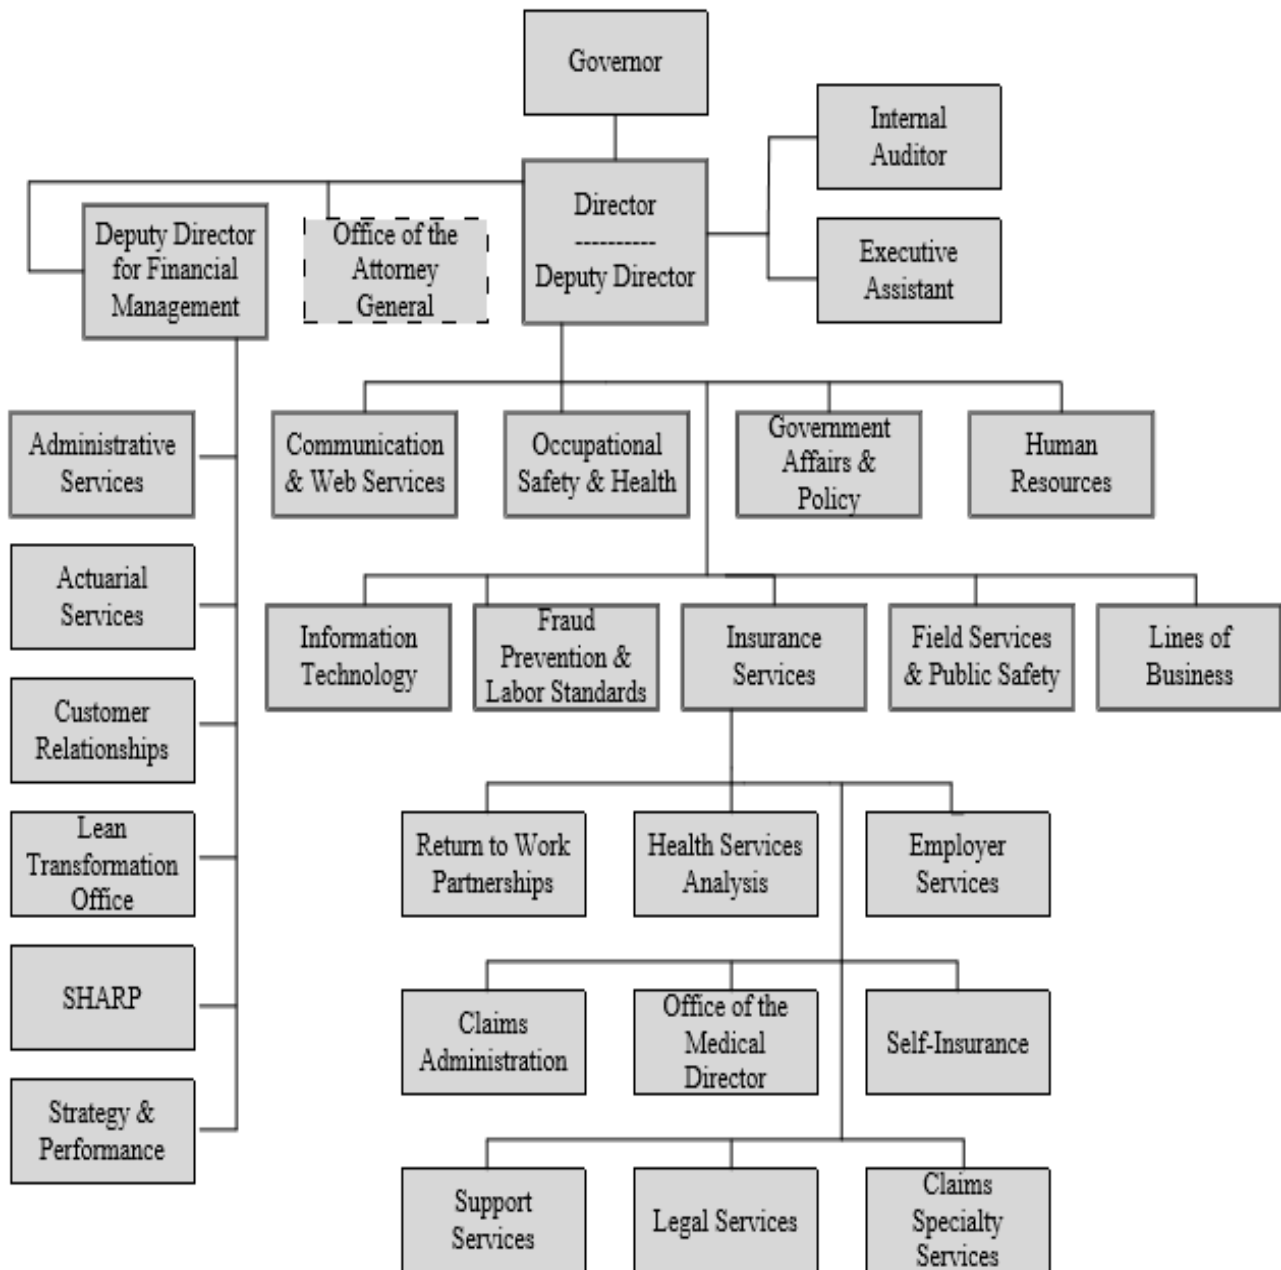 Governor
Internal
Auditor
Director
----------
Deputy Director
Executive
Assistant
Deputy Director
for Financial
Management
Office of the
Attorney
General
Administrative
Services
Communication
& Web Services
Occupational
Safety & Health
Government
Affairs &
Policy
Human
Resources
Actuarial
Services
Information
Technology
Fraud
Prevention &
Labor Standards
Insurance
Services
Field Services
& Public Safety
Lines of
Business
Customer
Relationships
Lean
Transformation
Office
Return to Work
Partnerships
Health Services
Analysis
Employer
Services
SHARP
Claims
Administration
Office of the
Medical
Director
Self-Insurance
Strategy &
Performance
Support
Services
Legal Services
Claims
Specialty
Services